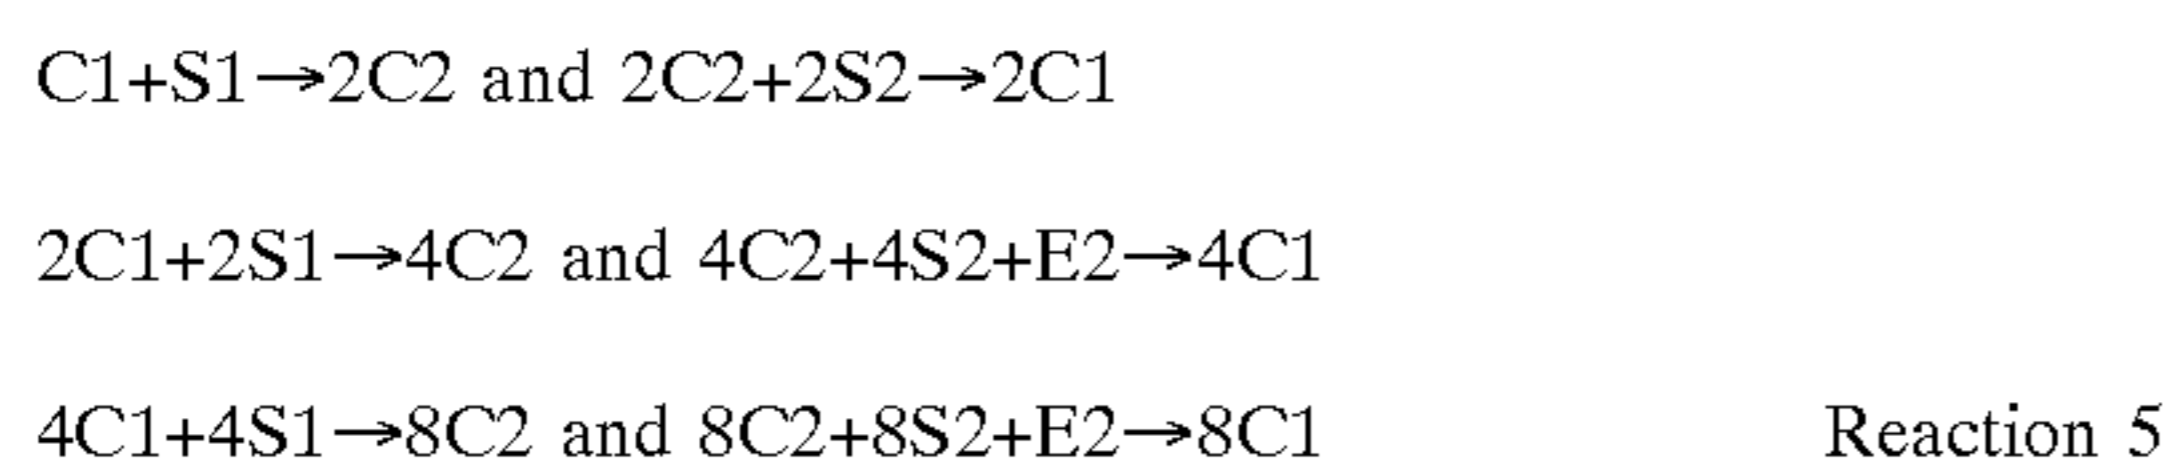 C1+S1→2C2 and 2C2+2S2→2C1
2C1+2S1→4C2 and 4C2+4S2+E2→4C1
4C1+4S1→8C2 and 8C2+8S2+E2→8C1 Reaction 5